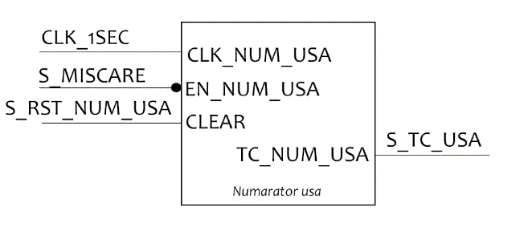 CLK_1SEC
CLK_NUM_USA
S_MISCARE
EN_NUM_USA
S_RST_NUM_USA
CLEAR
TC_NUM_USA
S_TC_USA
Numarator usa